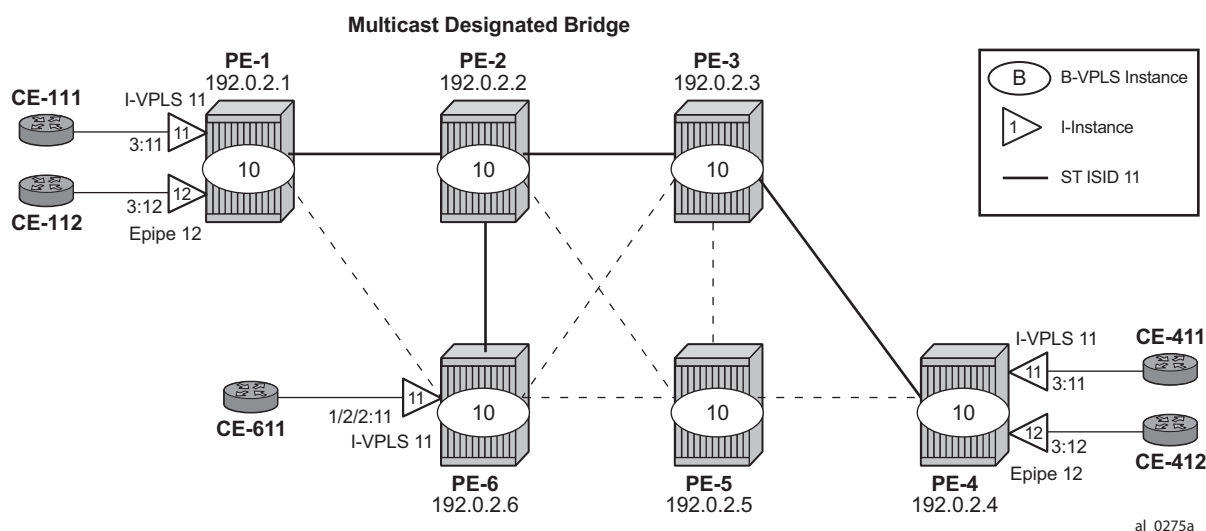 Multicast Designated Bridge
PE-1
192.0.2.1
PE-2
192.0.2.2
PE-3
192.0.2.3
B
B-VPLS Instance
1
I-Instance
ST ISID 11
CE-111
I-VPLS 11
11
3:11
10
10
10
CE-112
12
3:12
Epipe 12
CE-611
11
1/2/2:11
I-VPLS 11
10
10
10
I-VPLS 11
11
3:11
CE-411
12
3:12
Epipe 12
CE-412
PE-6
192.0.2.6
PE-5
192.0.2.5
PE-4
192.0.2.4
al_0275a